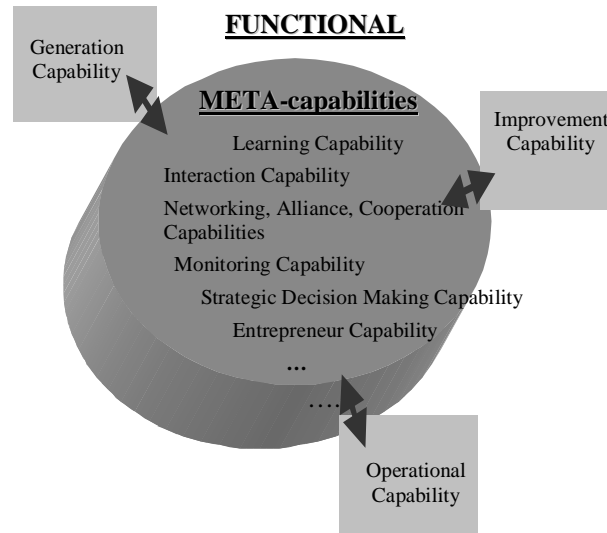 FUNCTIONAL
Generation
Capability
META-capabilities
Improvement
Capability
Learning Capability
Interaction Capability
Networking, Alliance, Cooperation
Capabilities
Monitoring Capability
Strategic Decision Making Capability
Entrepreneur Capability
...
....
Operational
Capability